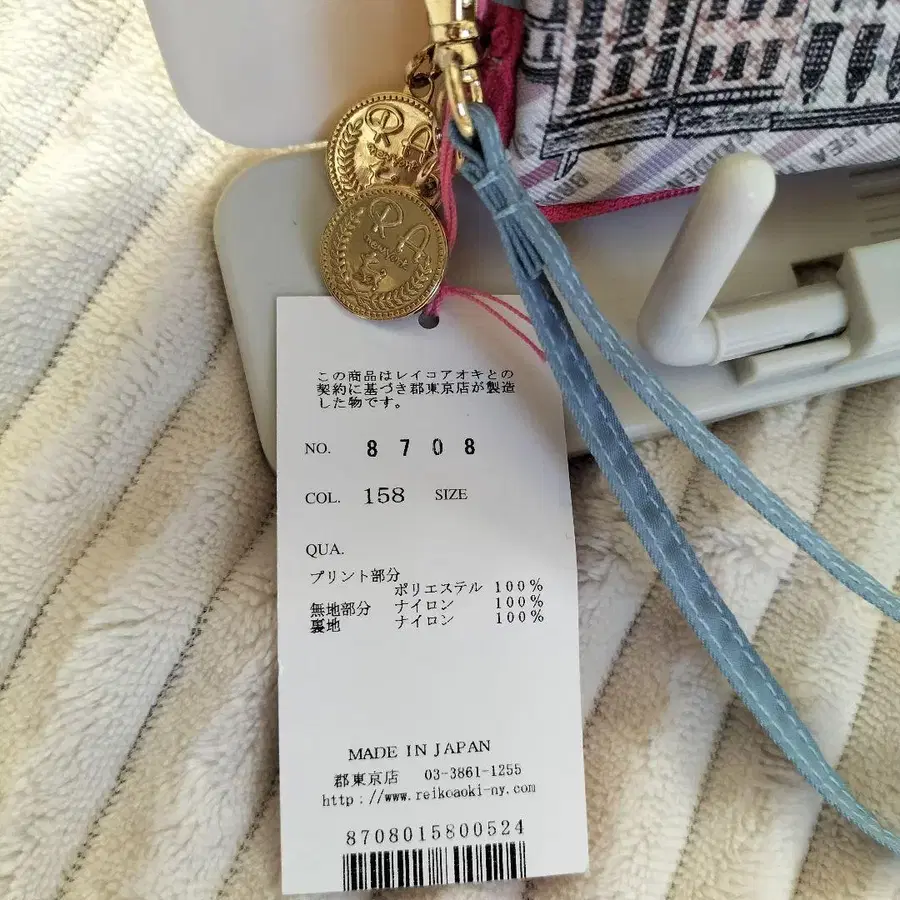 R A
New York
R A
New York
この商品はレイコアオキとの
契約に基づき郡東京店が製造
した物です。
NO. 8708
COL. 158 SIZE
QUA.
プリント部分
ポリエステル 100%
無地部分 ナイロン 100%
裏地 ナイロン 100%
MADE IN JAPAN
郡東京店 03-3861-1255
http://www.reikoaoki-ny.com
8708015800524